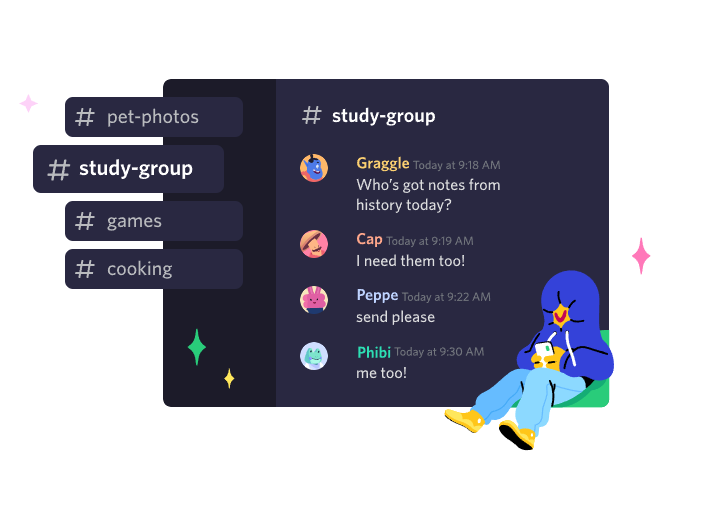 # pet-photos
# study-group
# games
# cooking
# study-group
Graggle Today at 9:18 AM
Who's got notes from
history today?
Cap Today at 9:19 AM
I need them too!
Peppe Today at 9:22 AM
send please
Phibi Today at 9:30 AM
me too!